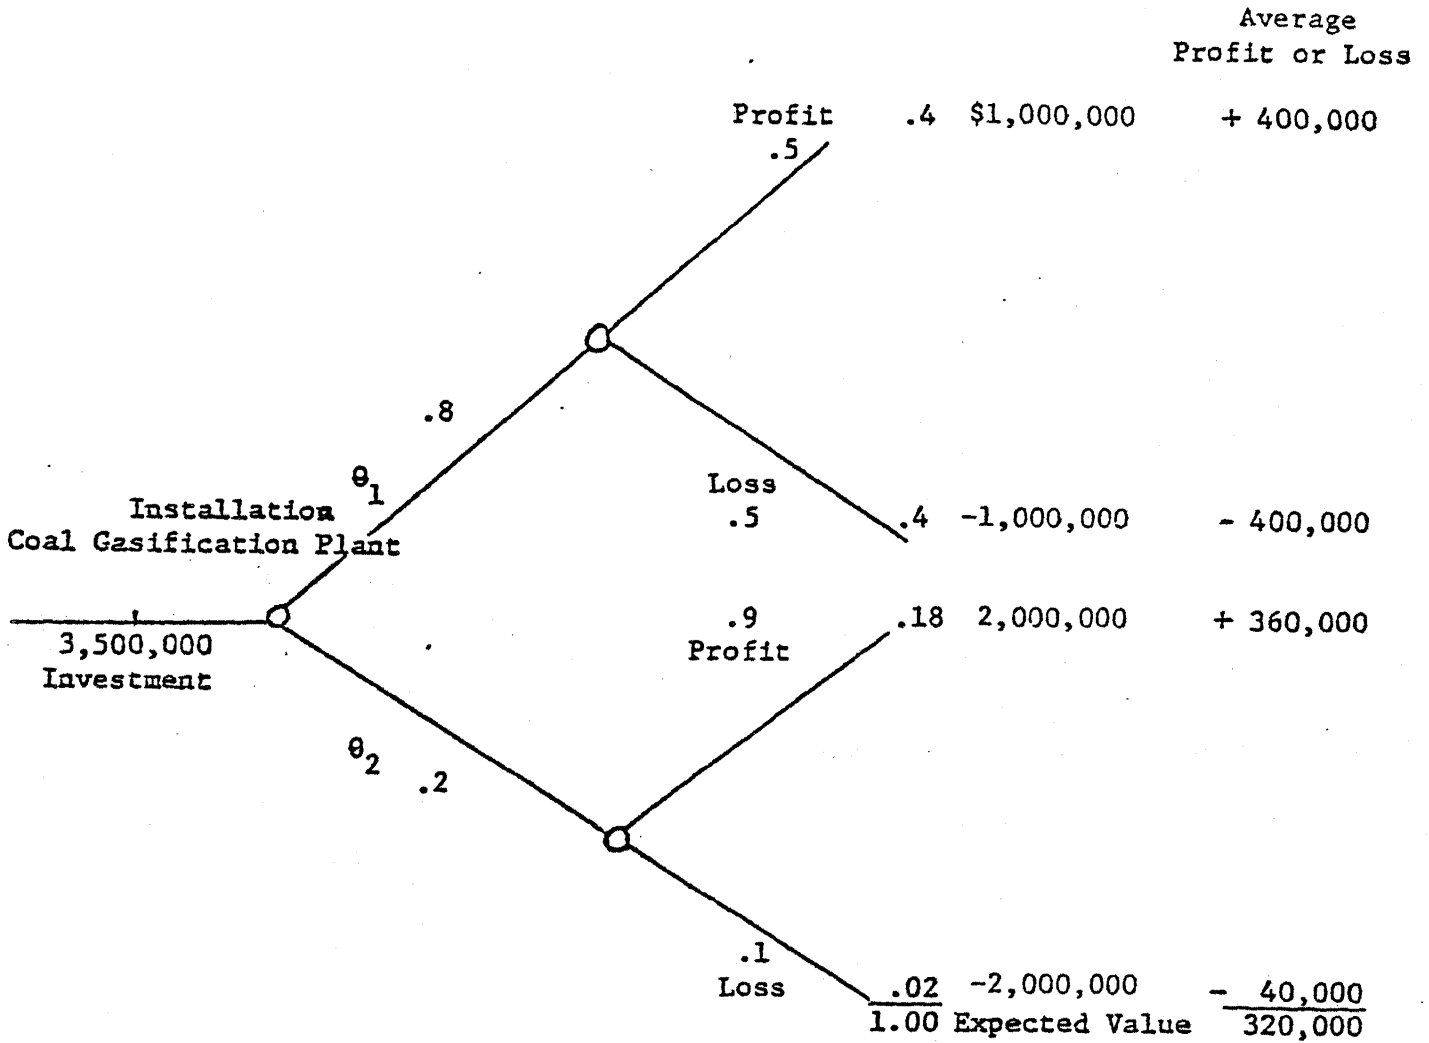 Average
Profit or Loss
Profit .4 $1,000,000 + 400,000
.5
.8
θ1
Installation
Coal Gasification Plant
Loss
.5 .4 -1,000,000 - 400,000
3,500,000
Investment
.9 .18 2,000,000 + 360,000
Profit
θ2 .2
.1
Loss .02 -2,000,000 - 40,000
1.00 Expected Value 320,000